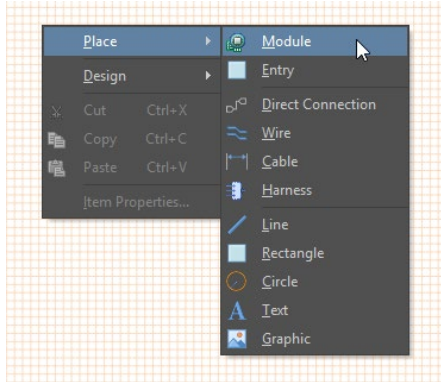 Place
Design
Cut Ctrl+X
Copy Ctrl+C
Paste Ctrl+V
Item Properties...
Module
Entry
Direct Connection
Wire
Cable
Harness
Line
Rectangle
Circle
Text
Graphic